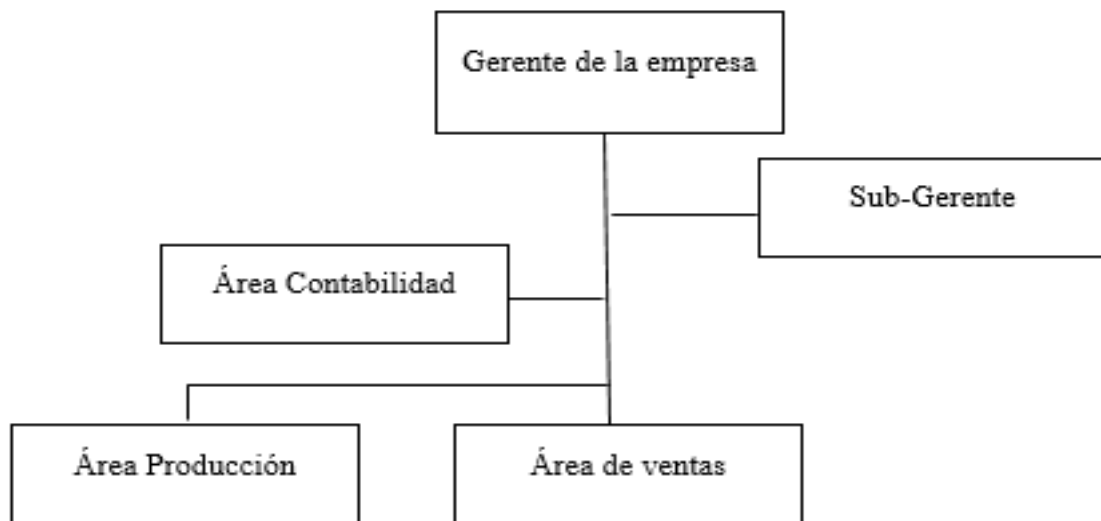 Gerente de la empresa
Sub-Gerente
Área Contabilidad
Área Producción
Área de ventas